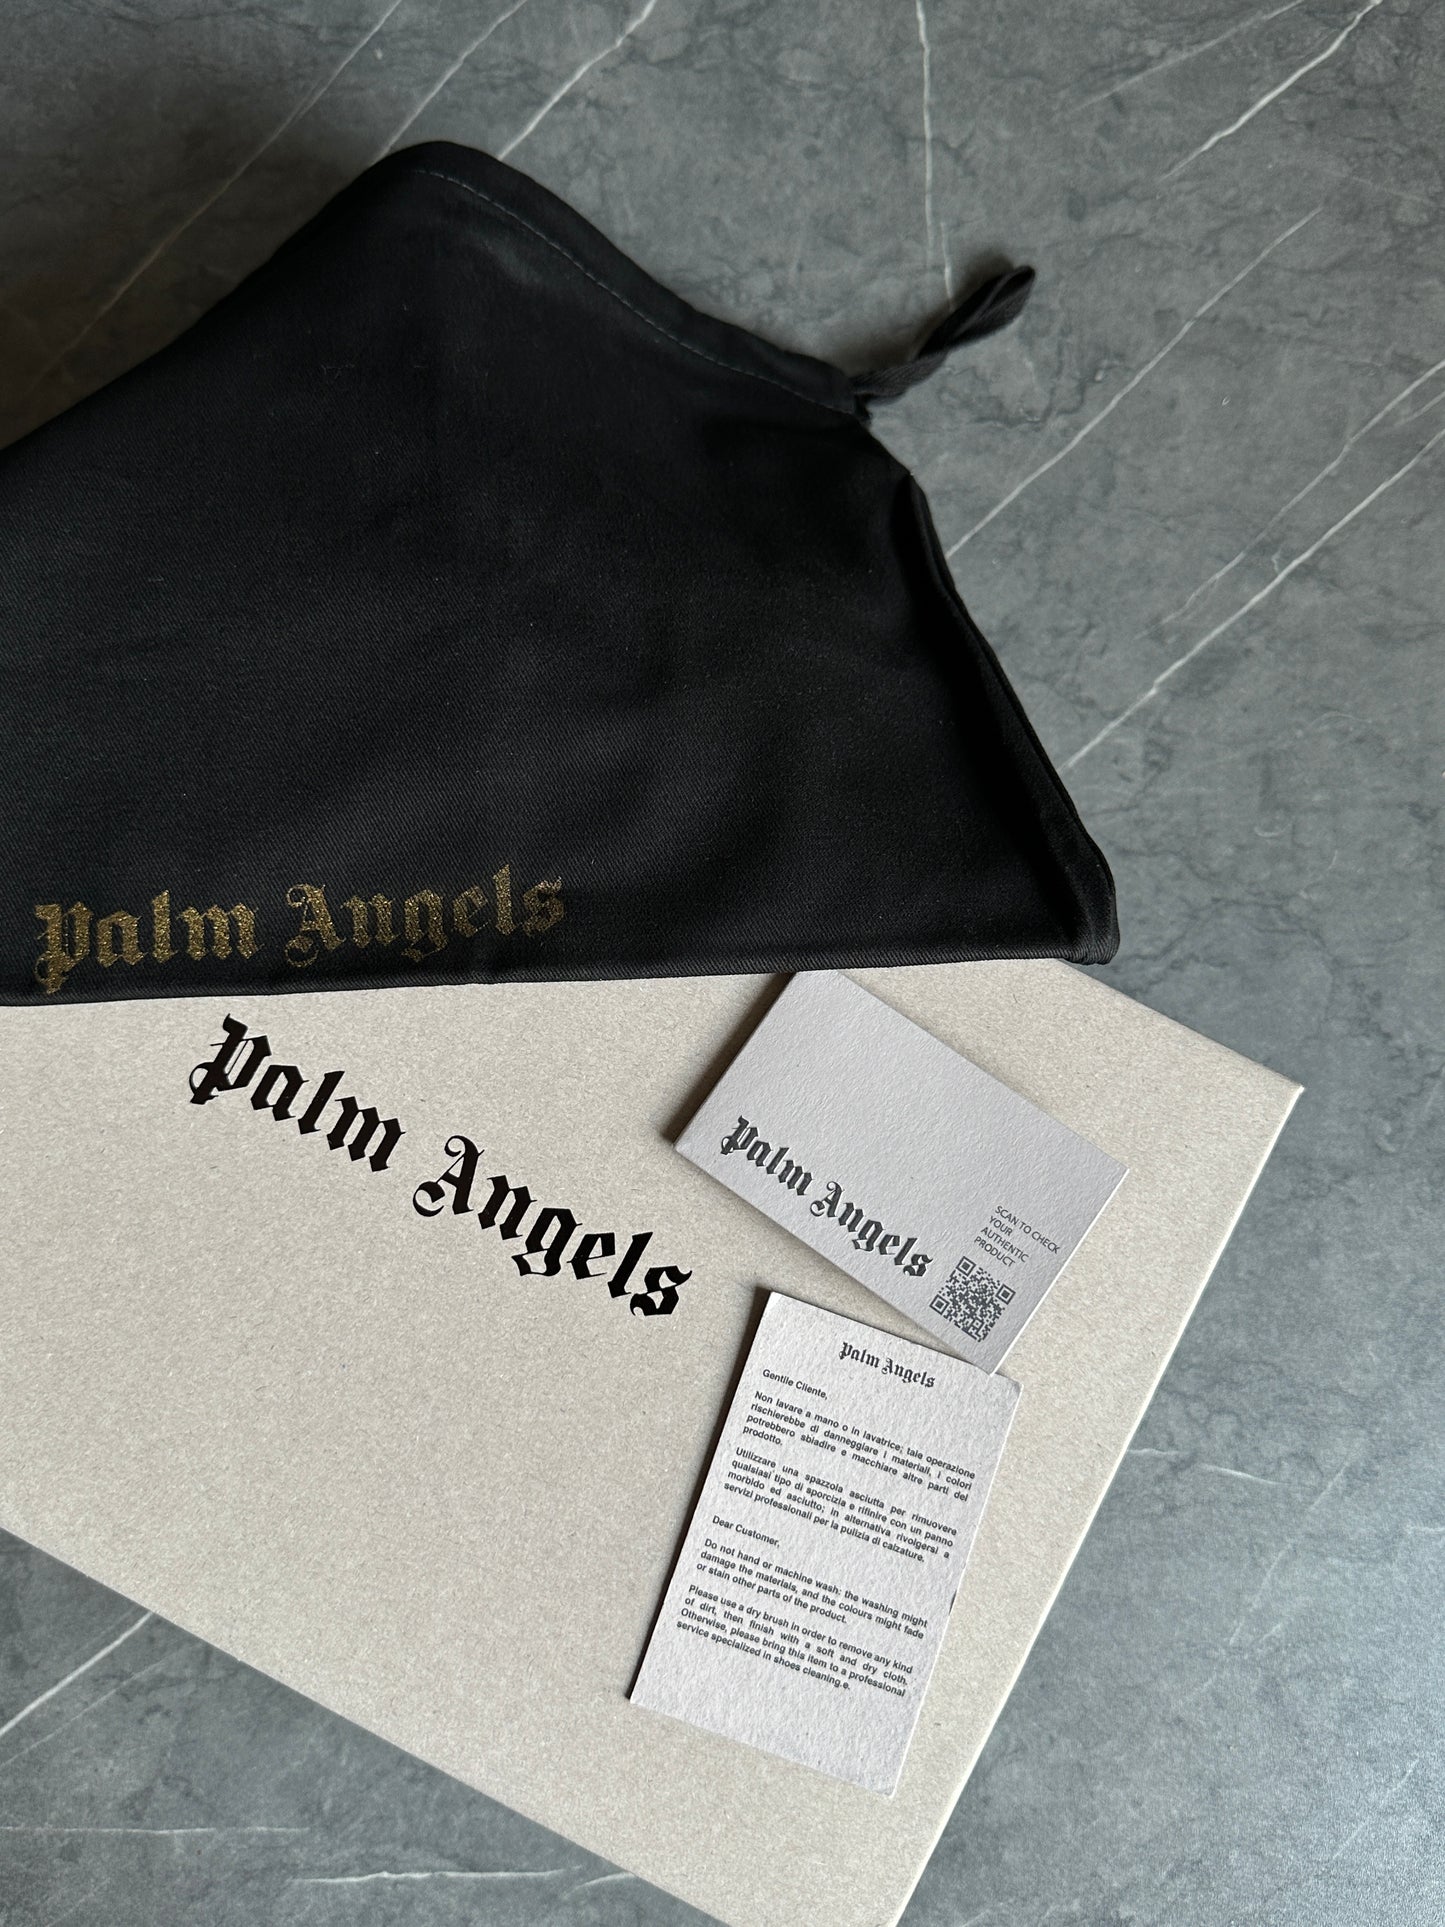 Palm Angels
Palm Angels
Palm Angels
SCAN TO CHECK
YOUR
AUTHENTIC
PRODUCT
Palm Angels
Gentile Cliente,
Non lavare a mano o in lavatrice; tale operazione
rischierebbe di danneggiare i materiali, i colori
potrebbero sbiadire e macchiare altre parti del
prodotto.
Utilizzare una spazzola asciutta per rimuovere
qualsiasi tipo di sporcizia e rifinire con un panno
morbido ed asciutto; in alternativa rivolgersi a
servizi professionali per la pulizia di calzature.
Dear Customer,
Do not hand or machine wash: the washing might
damage the materials, and the colours might fade
or stain other parts of the product.
Please use a dry brush in order to remove any kind
of dirt, then finish with a soft and dry cloth.
Otherwise, please bring this item to a professional
service specialized in shoes cleaning.e.